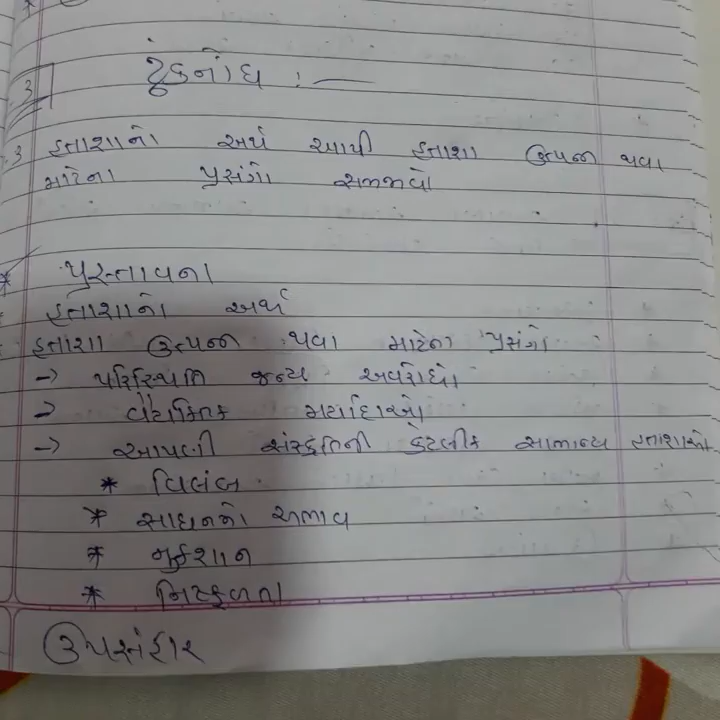 3 ટૂંકનોંધ :-
.3 હતાશાનો અર્થ આપી હતાશા ઉત્પન્ન થવા
માટેના પ્રસંગો સમજાવો
* પ્રસ્તાવના
હતાશાનો અર્થ
હતાશા ઉત્પન્ન થવા માટેના પ્રસંગો
→ પરિસ્થિતિ જન્ય અવરોધો
→ વૈયક્તિક મર્યાદાઓ
→ આપણી સંસ્કૃતિની કેટલીક સામાન્ય હતાશાઓ
* વિલંબ
* સાધનનો અભાવ
* નુકશાન
* નિષ્ફળતા
ઉપસંહાર